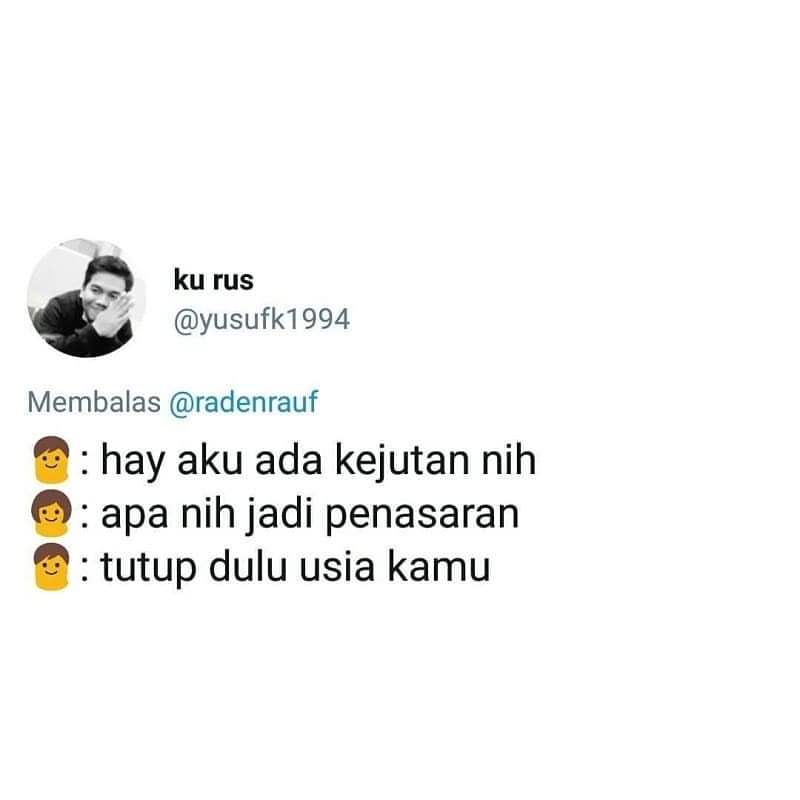 ku rus
@yusufk1994
Membalas @radenrauf
👦: hay aku ada kejutan nih
👩: apa nih jadi penasaran
👦: tutup dulu usia kamu